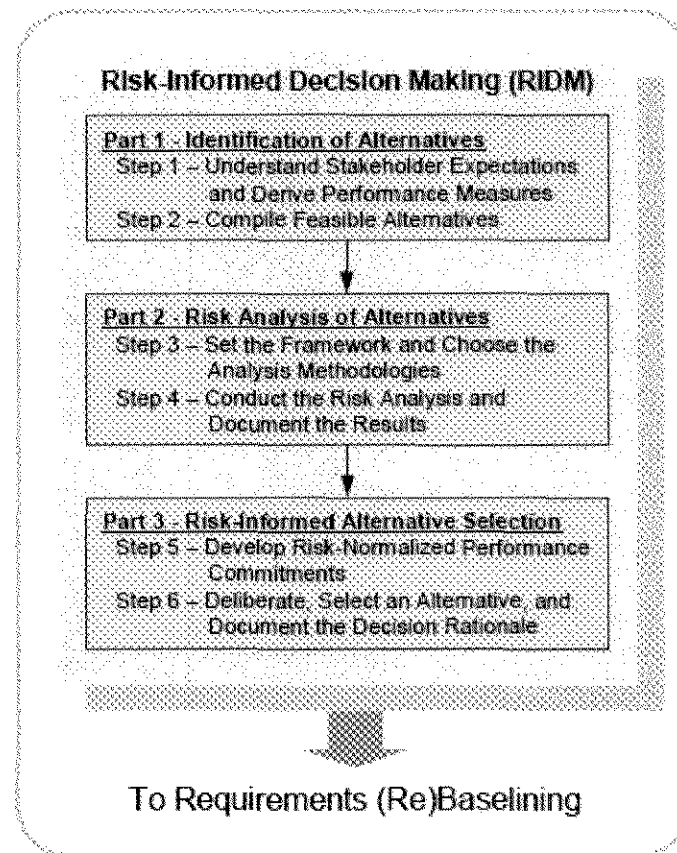 Risk-Informed Decision Making (RIDM)
Part 1 - Identification of Alternatives
Step 1 – Understand Stakeholder Expectations
and Derive Performance Measures
Step 2 – Compile Feasible Alternatives
Part 2 - Risk Analysis of Alternatives
Step 3 – Set the Framework and Choose the
Analysis Methodologies
Step 4 – Conduct the Risk Analysis and
Document the Results
Part 3 - Risk-Informed Alternative Selection
Step 5 – Develop Risk-Normalized Performance
Commitments
Step 6 – Deliberate, Select an Alternative, and
Document the Decision Rationale
To Requirements (Re)Baselining